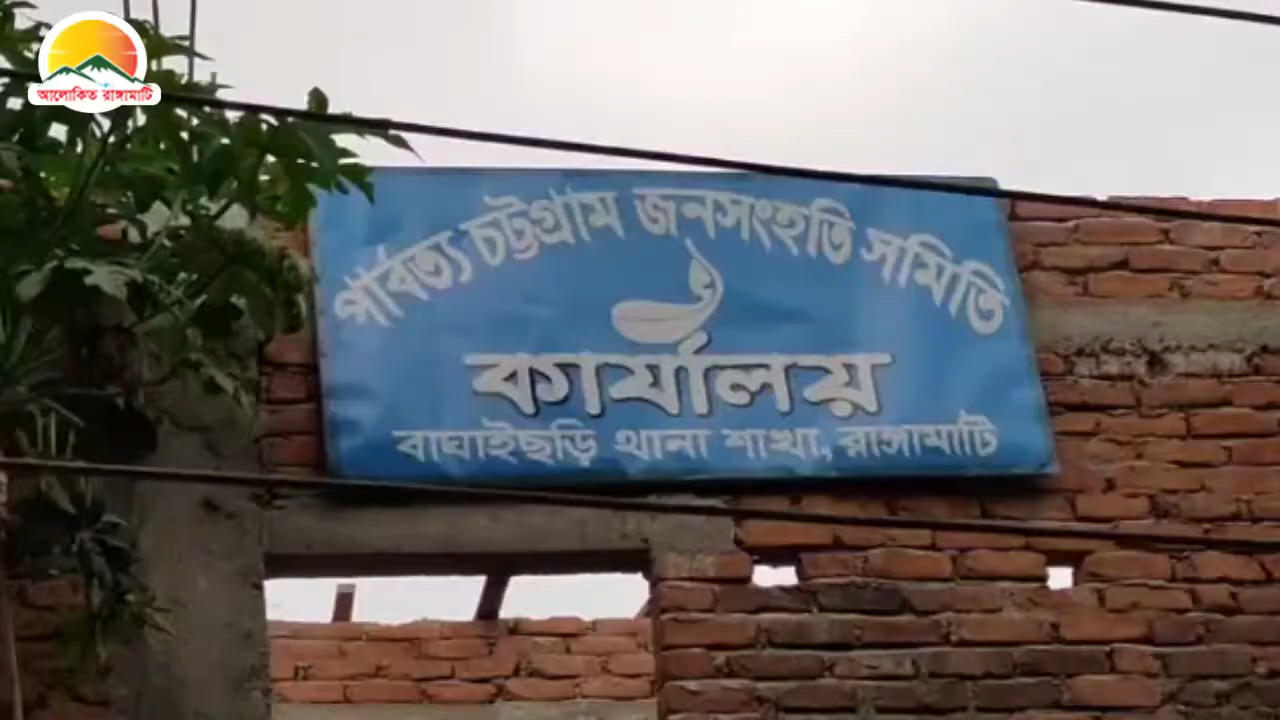 আলোকিত রাঙ্গামাটি
পার্বত্য চট্টগ্রাম জনসংহতি সমিতি
কার্যালয়
বাঘাইছড়ি থানা শাখা, রাঙ্গামাটি